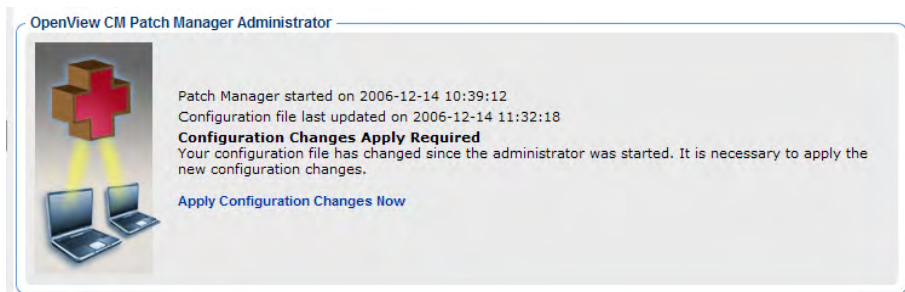 OpenView CM Patch Manager Administrator
Patch Manager started on 2006-12-14 10:39:12
Configuration file last updated on 2006-12-14 11:32:18
Configuration Changes Apply Required
Your configuration file has changed since the administrator was started. It is necessary to apply the
new configuration changes.
Apply Configuration Changes Now